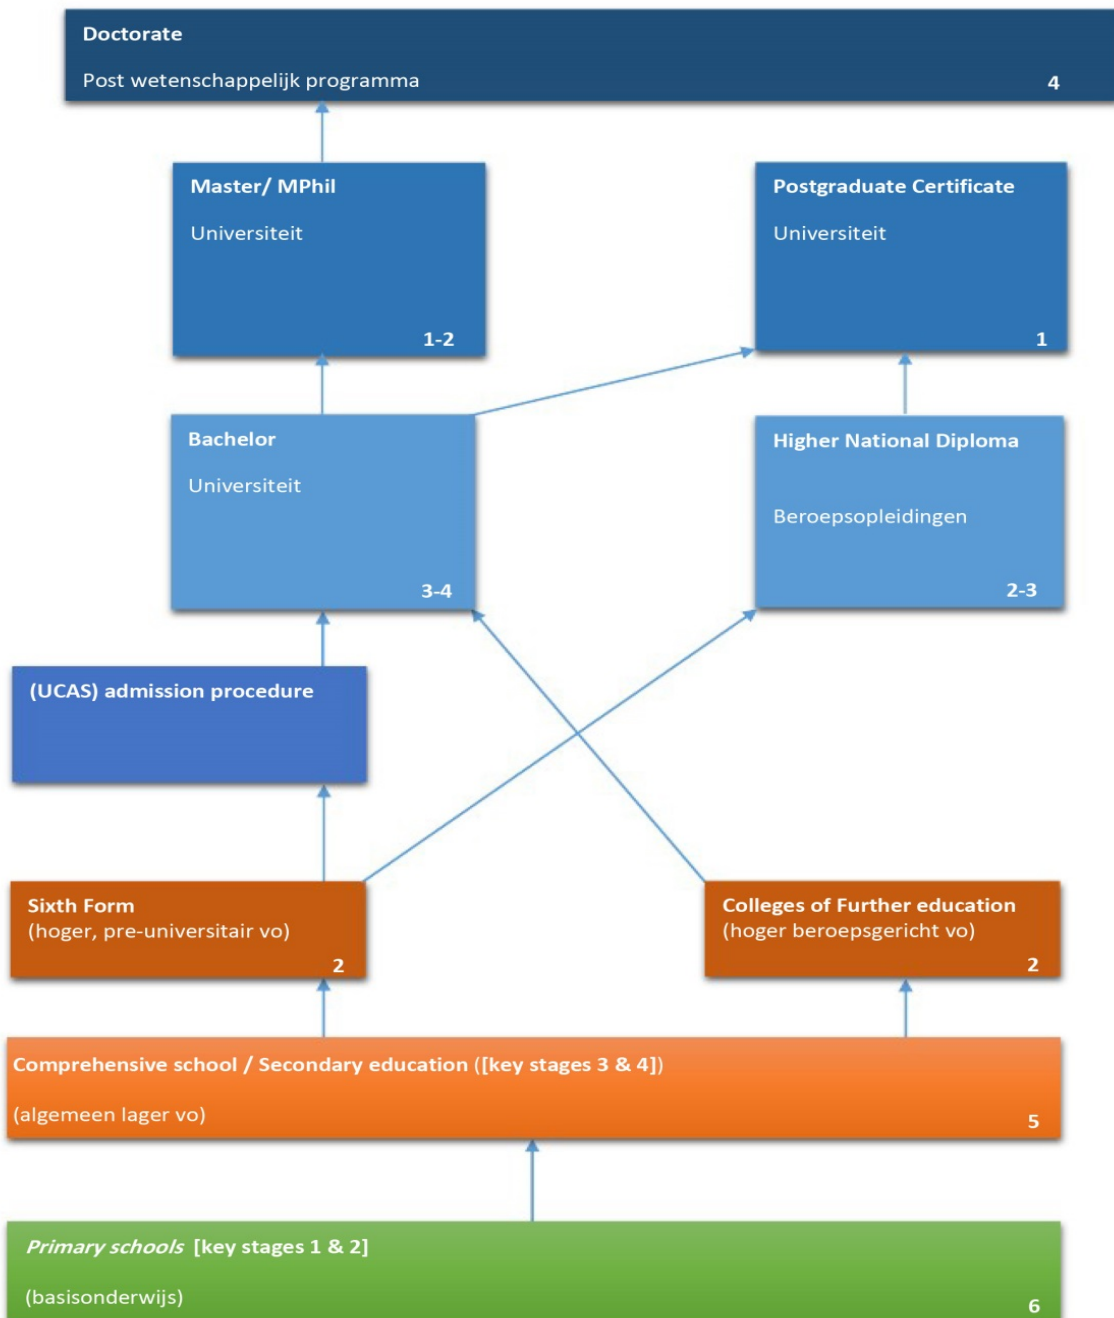 Doctorate
Post wetenschappelijk programma
4
Master/ MPhil
Universiteit
1-2
Postgraduate Certificate
Universiteit
1
Bachelor
Universiteit
3-4
Higher National Diploma
Beroepsopleidingen
2-3
(UCAS) admission procedure
Sixth Form
(hoger, pre-universitair vo)
2
Colleges of Further education
(hoger beroepsgericht vo)
2
Comprehensive school / Secondary education ([key stages 3 & 4])
(algemeen lager vo)
5
Primary schools [key stages 1 & 2]
(basisonderwijs)
6